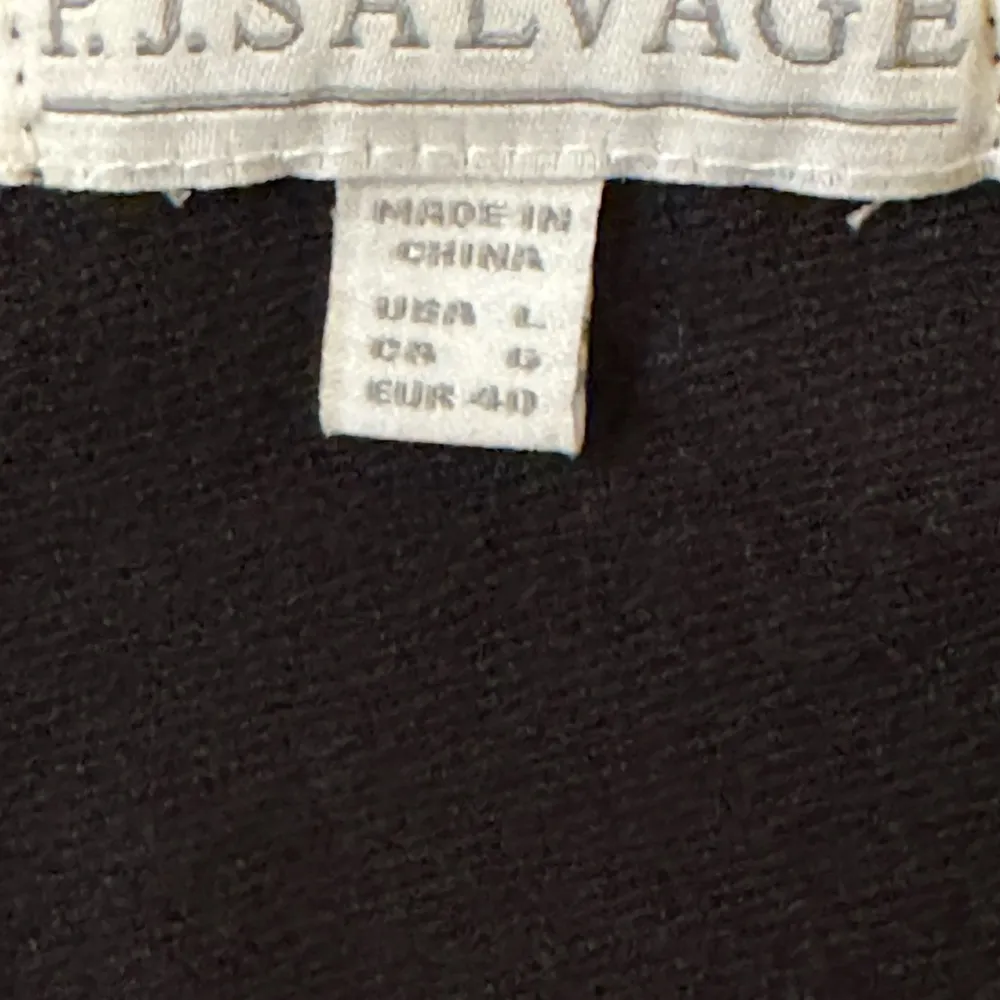 P.J. SALVAGE
MADE IN
CHINA
USA L
CA G
EUR 40